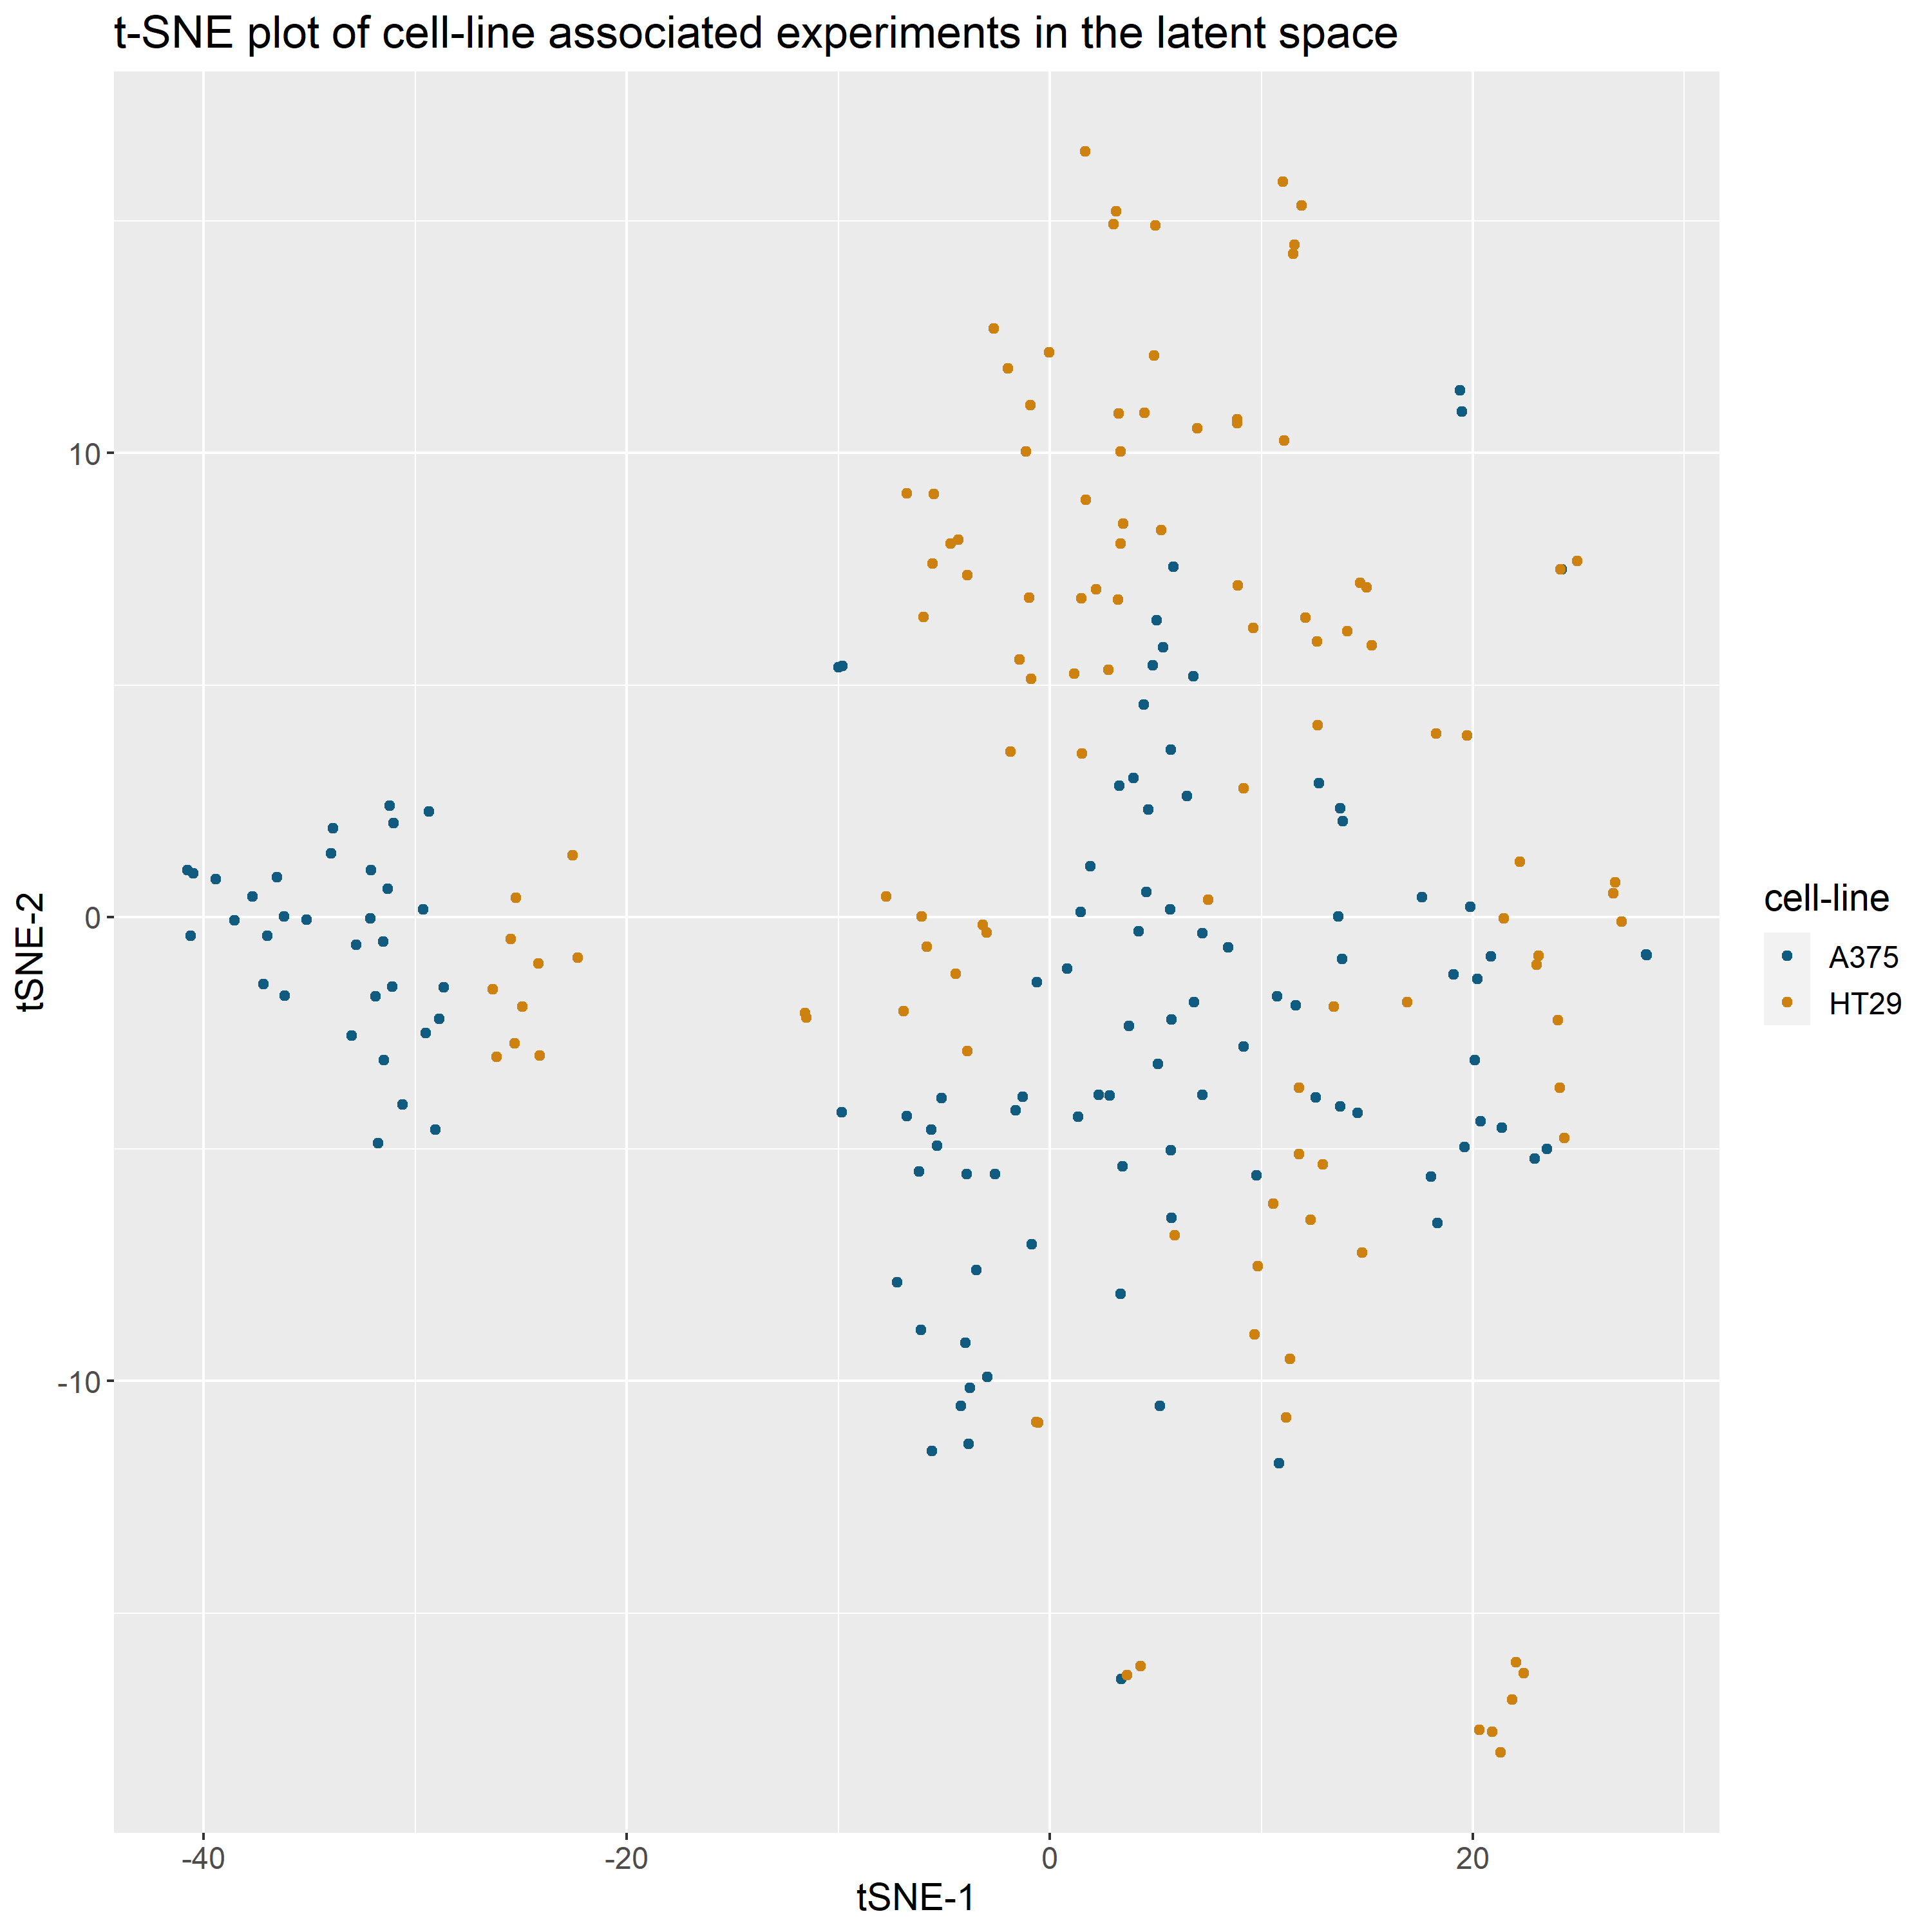 t-SNE plot of cell-line associated experiments in the latent space
tSNE-2
10
0
-10
-40
-20
0
20
tSNE-1
cell-line
A375
HT29